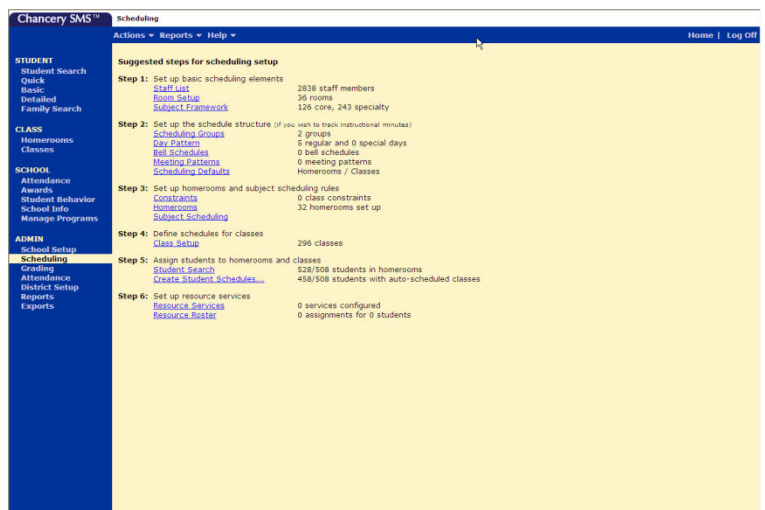 Chancery SMS™
Scheduling
Actions Reports Help
Home | Log Off
STUDENT
Student Search
Quick
Basic
Detailed
Family Search
CLASS
Homerooms
Classes
SCHOOL
Attendance
Awards
Student Behavior
School Info
Manage Programs
ADMIN
School Setup
Scheduling
Grading
Attendance
District Setup
Reports
Exports
Suggested steps for scheduling setup
Step 1: Set up basic scheduling elements
Staff List 2838 staff members
Room Setup 36 rooms
Subject Framework 126 core, 243 specialty
Step 2: Set up the schedule structure (if you wish to track instructional minutes)
Scheduling Groups 2 groups
Day Pattern 5 regular and 0 special days
Bell Schedules 0 bell schedules
Meeting Patterns 0 meeting patterns
Scheduling Defaults Homerooms / Classes
Step 3: Set up homerooms and subject scheduling rules
Constraints 0 class constraints
Homerooms 32 homerooms set up
Subject Scheduling
Step 4: Define schedules for classes
Class Setup 296 classes
Step 5: Assign students to homerooms and classes
Student Search 528/508 students in homerooms
Create Student Schedules... 458/508 students with auto-scheduled classes
Step 6: Set up resource services
Resource Services 0 services configured
Resource Roster 0 assignments for 0 students